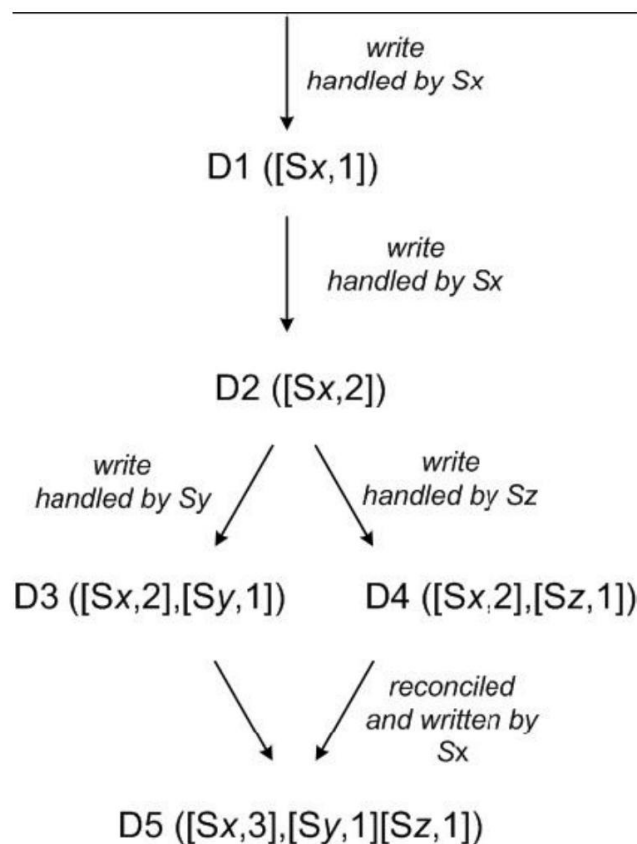 write
handled by Sx
D1 ([Sx,1])
write
handled by Sx
D2 ([Sx,2])
write
handled by Sy
write
handled by Sz
D3 ([Sx,2],[Sy,1])
D4 ([Sx,2],[Sz,1])
reconciled
and written by
Sx
D5 ([Sx,3],[Sy,1][Sz,1])